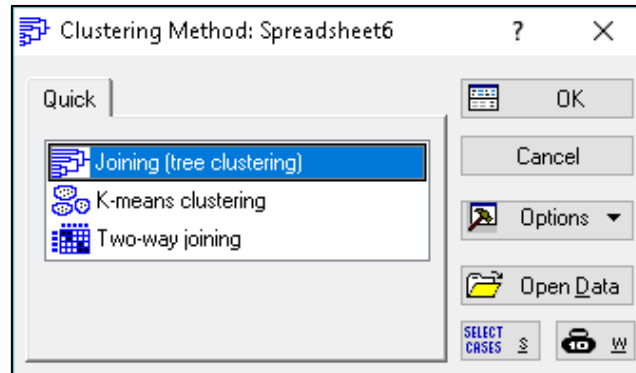 Clustering Method: Spreadsheet6 ? ×
Quick
Joining (tree clustering)
K-means clustering
Two-way joining
OK
Cancel
Options
Open Data
SELECT CASES S
10 W